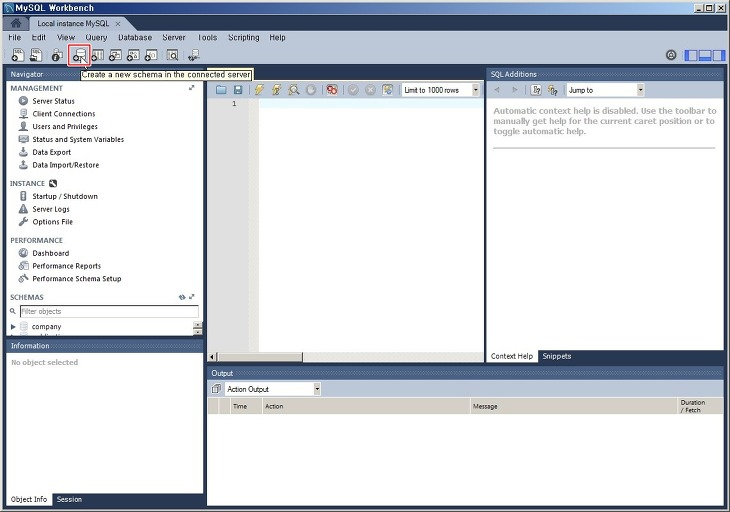 MySQL Workbench
Local instance MySQL
File Edit View Query Database Server Tools Scripting Help
Create a new schema in the connected server
Navigator
MANAGEMENT
Server Status
Client Connections
Users and Privileges
Status and System Variables
Data Export
Data Import/Restore
INSTANCE
Startup / Shutdown
Server Logs
Options File
PERFORMANCE
Dashboard
Performance Reports
Performance Schema Setup
SCHEMAS
Filter objects
company
Information
No object selected
Object Info Session
Limit to 1000 rows
1
SQL Additions
Jump to
Automatic context help is disabled. Use the toolbar to
manually get help for the current caret position or to
toggle automatic help.
Context Help Snippets
Output
Action Output
Time Action Message Duration
/ Fetch